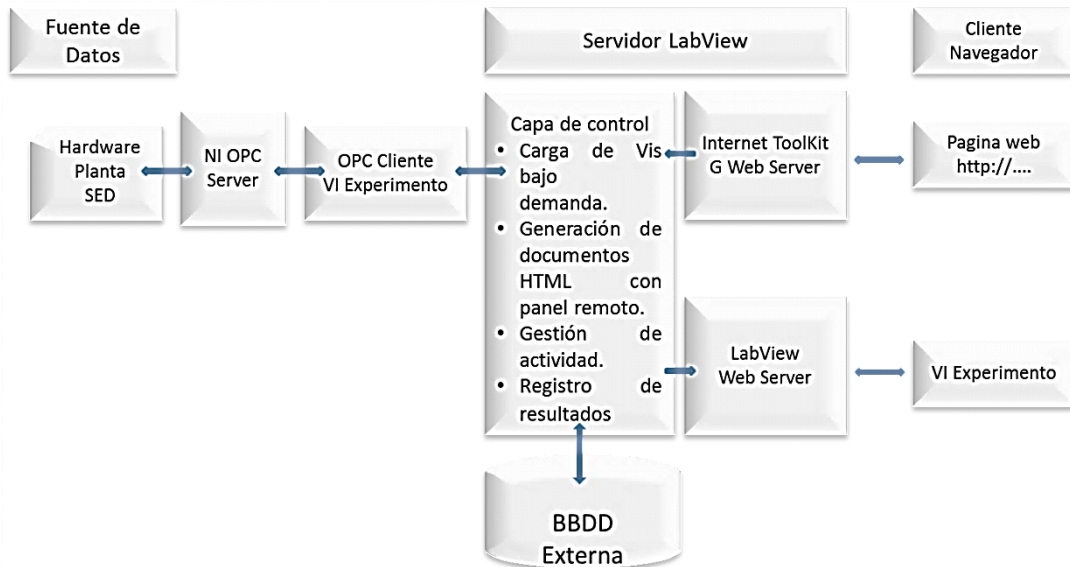 Fuente de
Datos
Servidor LabView
Cliente
Navegador
Hardware
Planta
SED
NI OPC
Server
OPC Cliente
VI Experimento
Capa de control
• Carga de Vis
bajo
demanda.
• Generación de
documentos
HTML con
panel remoto.
• Gestión de
actividad.
• Registro de
resultados
Internet ToolKit
G Web Server
Pagina web
http://....
LabView
Web Server
VI Experimento
BBDD
Externa